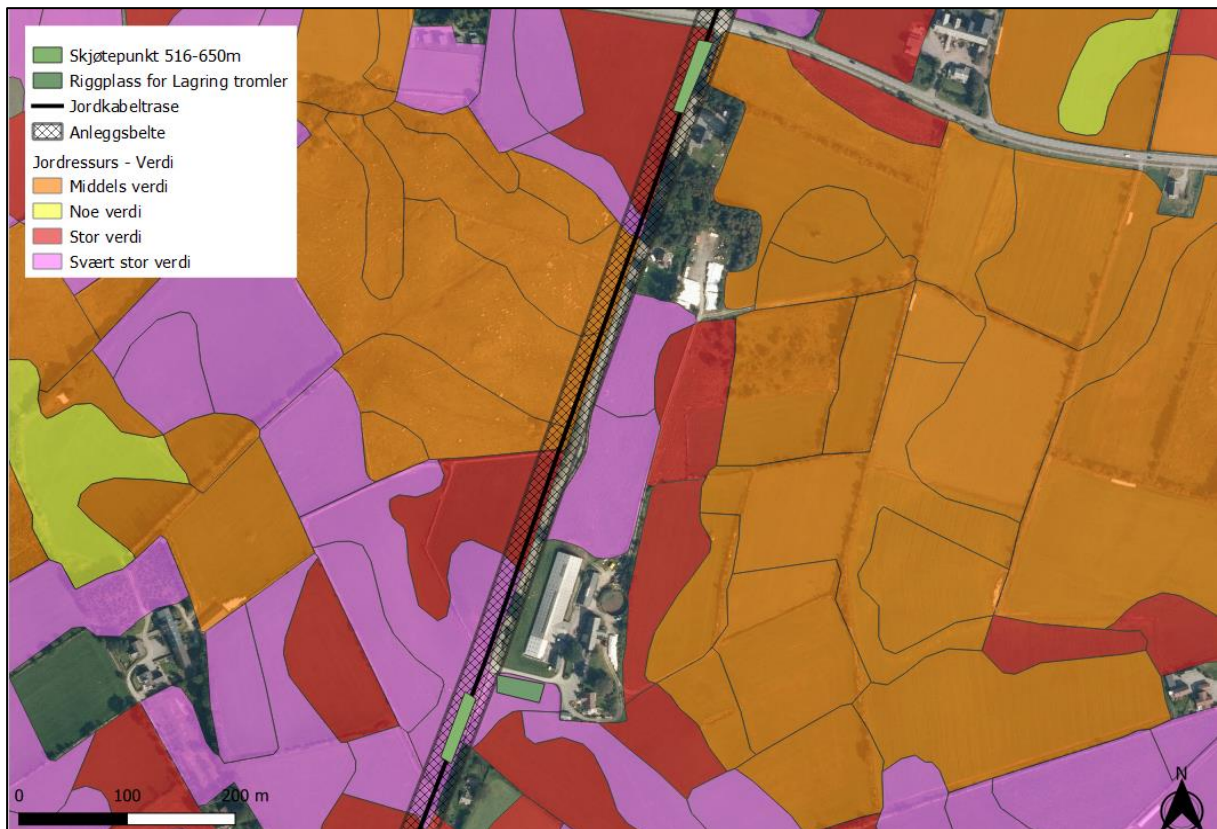 Skjøtepunkt 516-650m
Riggplass for Lagring tromler
Jordkabeltrase
Anleggsbelte
Jordressurs - Verdi
Middels verdi
Noe verdi
Stor verdi
Svært stor verdi
0 100 200 m
N